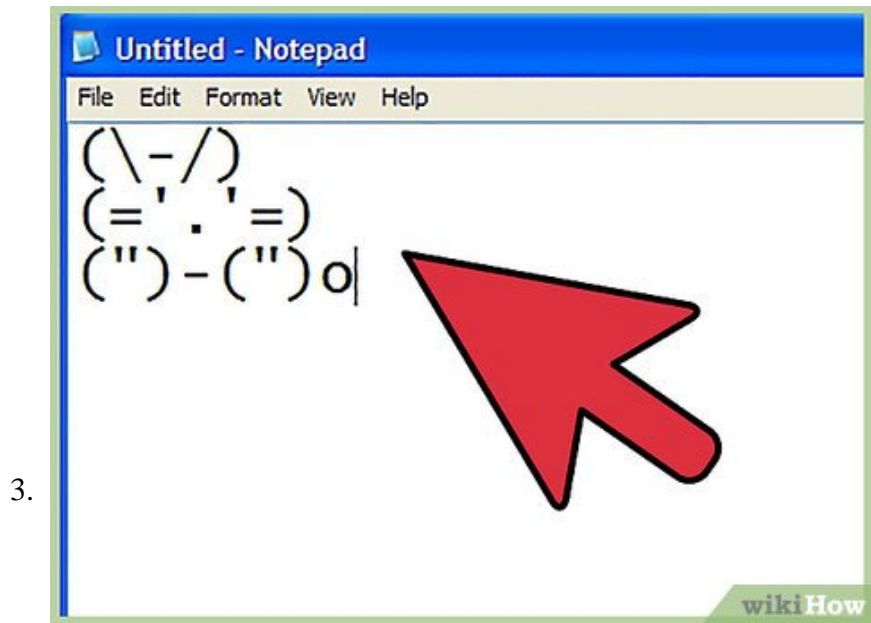 Untitled - Notepad
File Edit Format View Help
(\-/)
(='.'=)
(")-(")o
3.
wikiHow